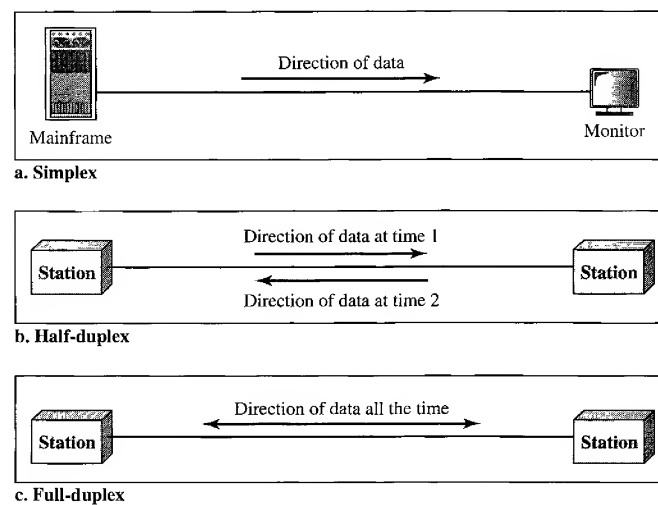 Direction of data
Mainframe
Monitor
a. Simplex
Direction of data at time 1
Station
Station
Direction of data at time 2
b. Half-duplex
Direction of data all the time
Station
Station
c. Full-duplex